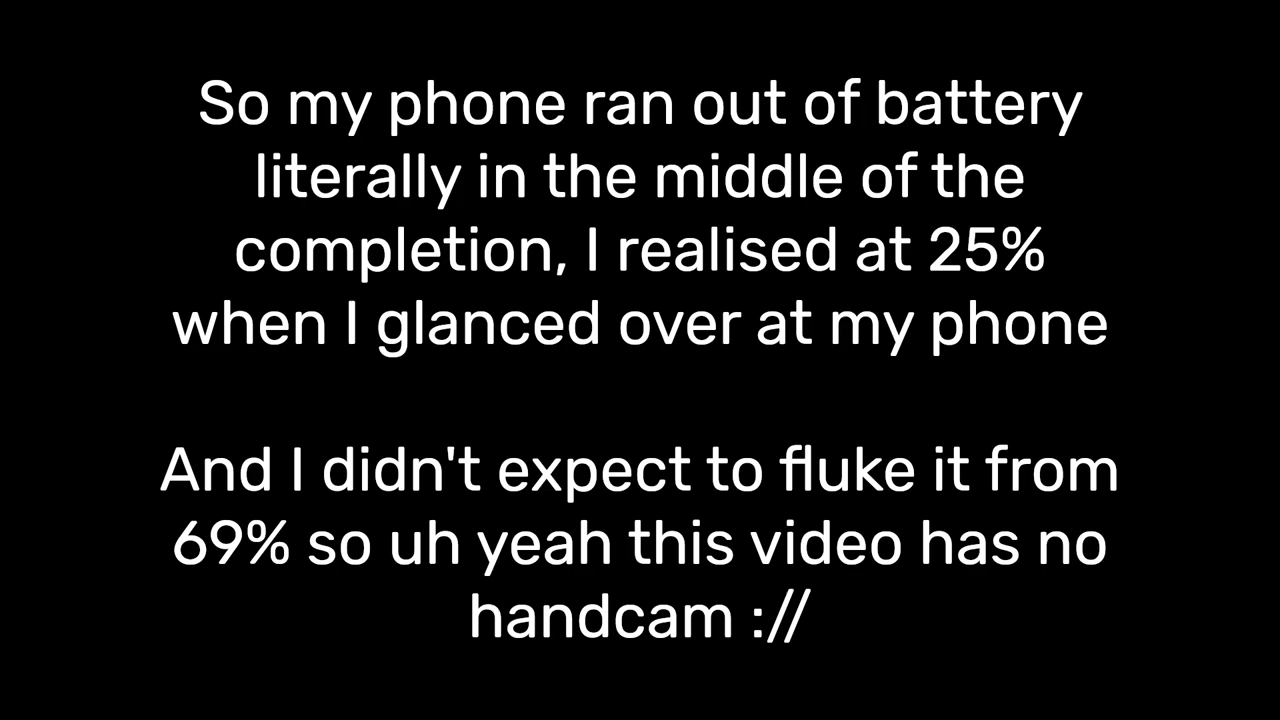 So my phone ran out of battery
literally in the middle of the
completion, I realised at 25%
when I glanced over at my phone
And I didn't expect to fluke it from
69% so uh yeah this video has no
handcam ://